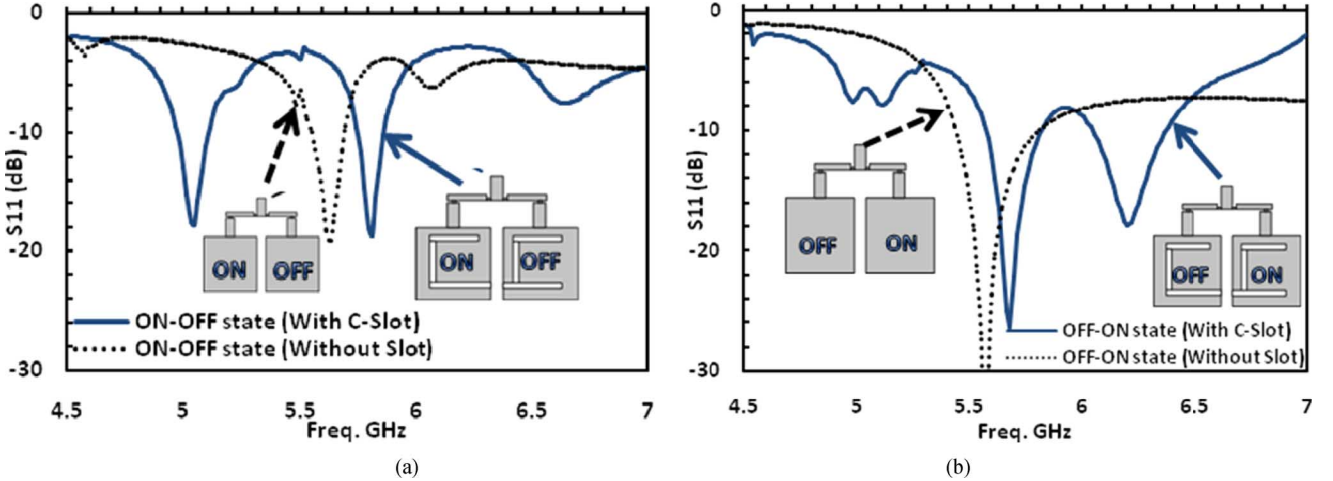 0
-10
-20
-30
S11 (dB)
ON OFF
ON OFF
ON-OFF state (With C-Slot)
ON-OFF state (Without Slot)
4.5 5 5.5 6 6.5 7
Freq. GHz
(a)
0
-10
-20
-30
S11 (dB)
OFF ON
OFF ON
OFF-ON state (With C-Slot)
OFF-ON state (Without Slot)
4.5 5 5.5 6 6.5 7
Freq. GHz
(b)